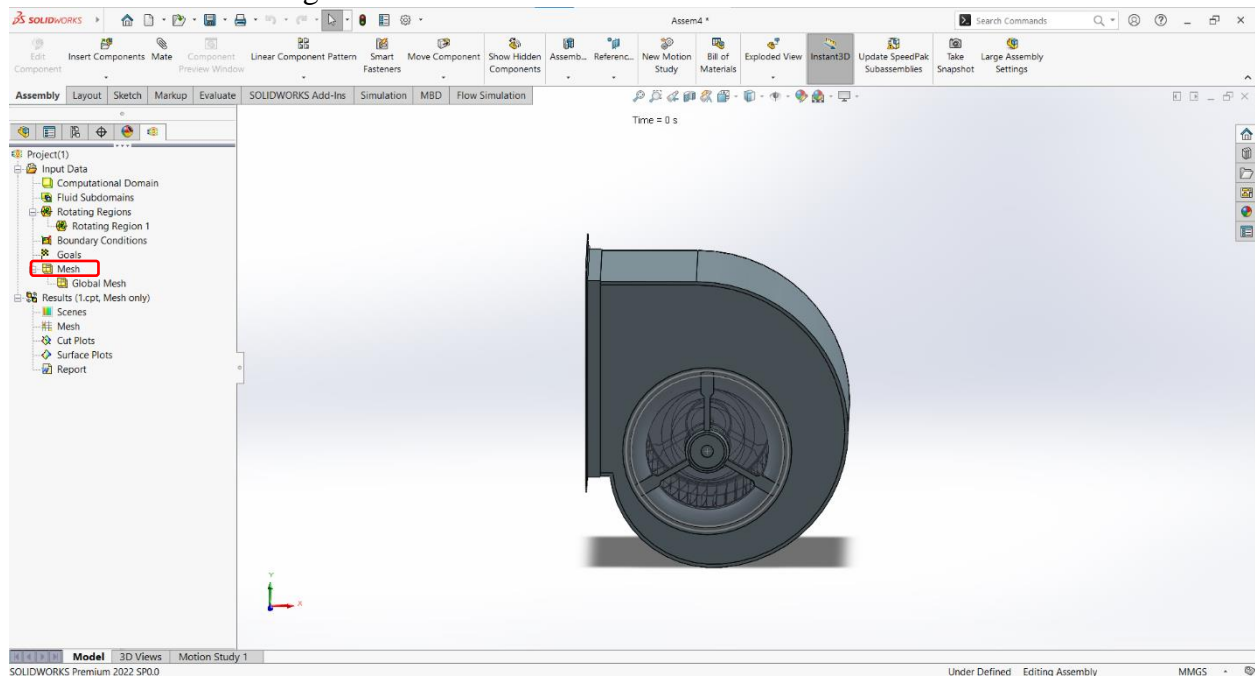 SOLIDWORKS
Assem4 *
Search Commands
Edit Component
Insert Components
Mate
Component Preview Window
Linear Component Pattern
Smart Fasteners
Move Component
Show Hidden Components
Assemb...
Referenc...
New Motion Study
Bill of Materials
Exploded View
Instant3D
Update SpeedPak Subassemblies
Take Snapshot
Large Assembly Settings
Assembly Layout Sketch Markup Evaluate SOLIDWORKS Add-Ins Simulation MBD Flow Simulation
Time = 0 s
Project(1)
Input Data
Computational Domain
Fluid Subdomains
Rotating Regions
Rotating Region 1
Boundary Conditions
Goals
Mesh
Global Mesh
Results (1.cpt, Mesh only)
Scenes
Mesh
Cut Plots
Surface Plots
Report
Y
X
Model 3D Views Motion Study 1
SOLIDWORKS Premium 2022 SP0.0
Under Defined Editing Assembly MMGS